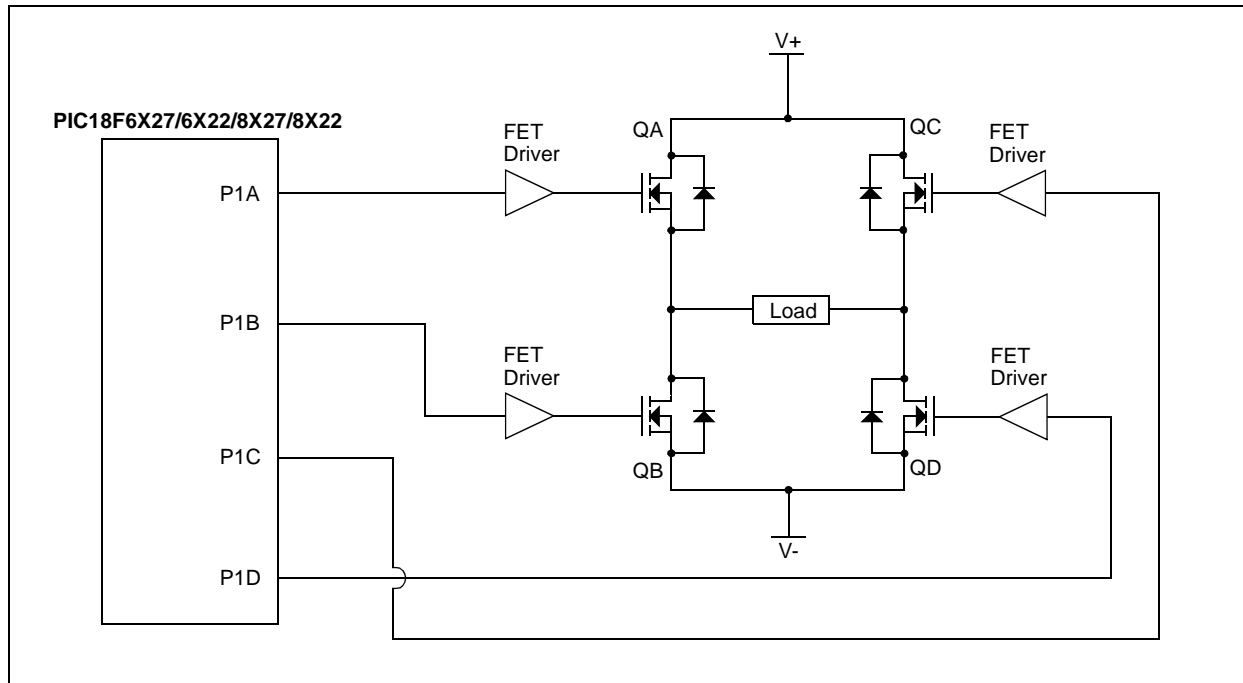 V+
PIC18F6X27/6X22/8X27/8X22
FET
Driver
QA
QC
FET
Driver
P1A
P1B
Load
FET
Driver
FET
Driver
P1C
QB
QD
V-
P1D